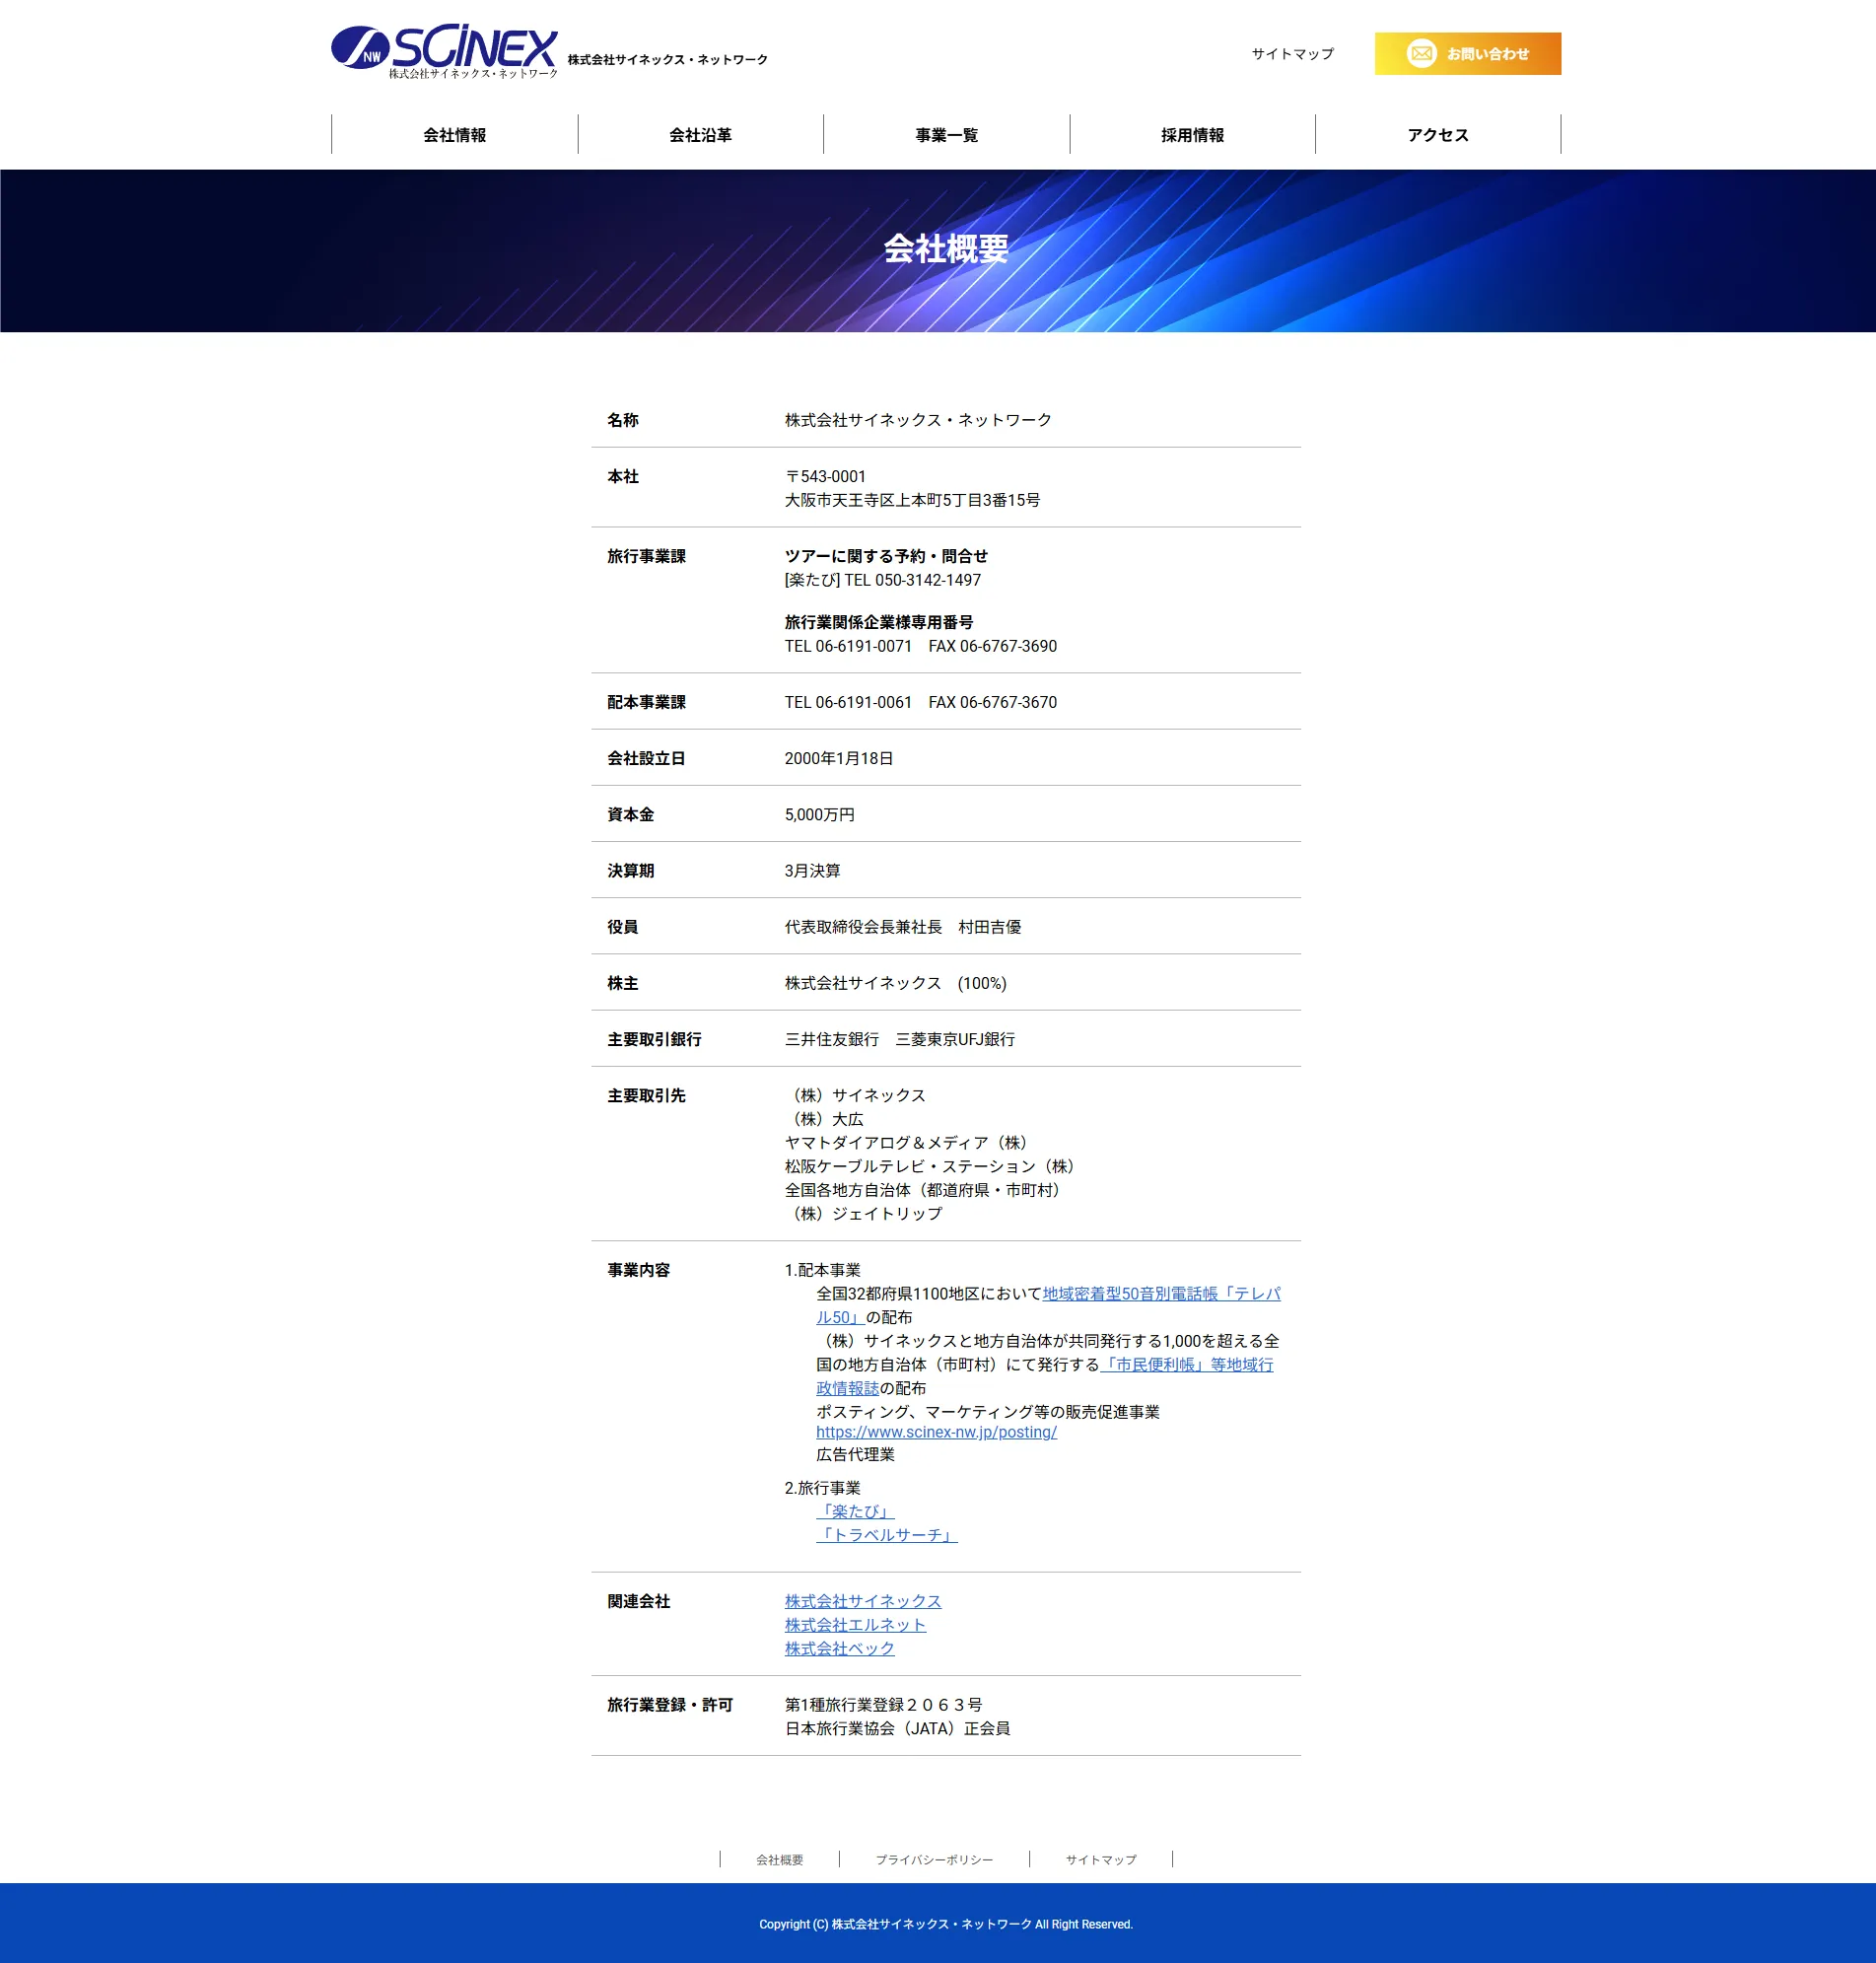 NW SCINEX
株式会社サイネックス・ネットワーク
株式会社サイネックス・ネットワーク
サイトマップ
お問い合わせ
会社情報
会社沿革
事業一覧
採用情報
アクセス
会社概要
名称
株式会社サイネックス・ネットワーク
本社
〒543-0001
大阪市天王寺区上本町5丁目3番15号
旅行事業課
ツアーに関する予約・問合せ
[楽たび] TEL 050-3142-1497
旅行業関係企業様専用番号
TEL 06-6191-0071　FAX 06-6767-3690
配本事業課
TEL 06-6191-0061　FAX 06-6767-3670
会社設立日
2000年1月18日
資本金
5,000万円
決算期
3月決算
役員
代表取締役会長兼社長　村田吉優
株主
株式会社サイネックス　(100%)
主要取引銀行
三井住友銀行　三菱東京UFJ銀行
主要取引先
（株）サイネックス
（株）大広
ヤマトダイアログ＆メディア（株）
松阪ケーブルテレビ・ステーション（株）
全国各地方自治体（都道府県・市町村）
（株）ジェイトリップ
事業内容
1.配本事業
全国32都府県1100地区において地域密着型50音別電話帳「テレパ
ル50」の配布
（株）サイネックスと地方自治体が共同発行する1,000を超える全
国の地方自治体（市町村）にて発行する「市民便利帳」等地域行
政情報誌の配布
ポスティング、マーケティング等の販売促進事業
https://www.scinex-nw.jp/posting/
広告代理業
2.旅行事業
「楽たび」
「トラベルサーチ」
関連会社
株式会社サイネックス
株式会社エルネット
株式会社ベック
旅行業登録・許可
第1種旅行業登録２０６３号
日本旅行業協会（JATA）正会員
会社概要
プライバシーポリシー
サイトマップ
Copyright (C) 株式会社サイネックス・ネットワーク All Right Reserved.